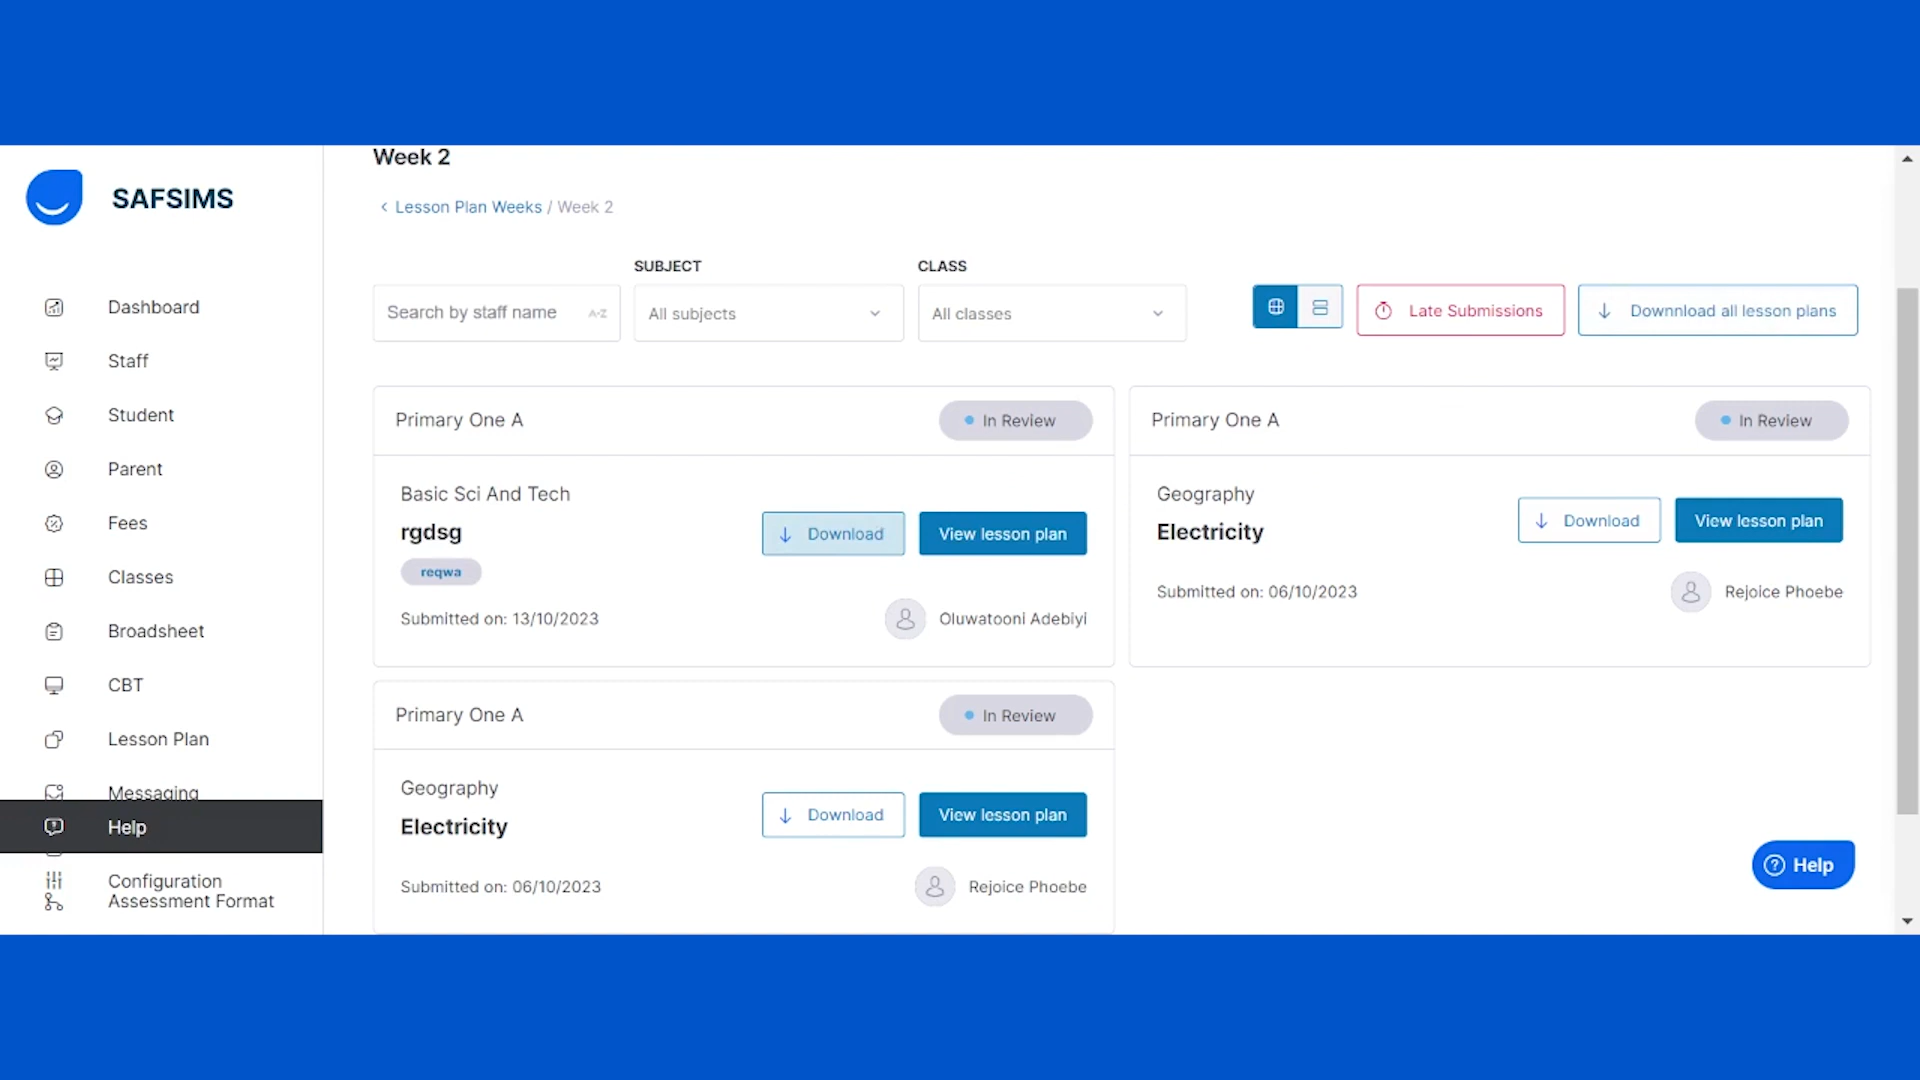 SAFSIMS
Dashboard
Staff
Student
Parent
Fees
Classes
Broadsheet
CBT
Lesson Plan
Messaging
Help
Configuration
Assessment Format
Week 2
Lesson Plan Weeks / Week 2
SUBJECT
CLASS
Search by staff name A-Z
All subjects
All classes
Late Submissions
Downnload all lesson plans
Primary One A
In Review
Basic Sci And Tech
rgdsg
reqwa
Download
View lesson plan
Submitted on: 13/10/2023
Oluwatooni Adebiyi
Primary One A
In Review
Geography
Electricity
Download
View lesson plan
Submitted on: 06/10/2023
Rejoice Phoebe
Primary One A
In Review
Geography
Electricity
Download
View lesson plan
Submitted on: 06/10/2023
Rejoice Phoebe
Help